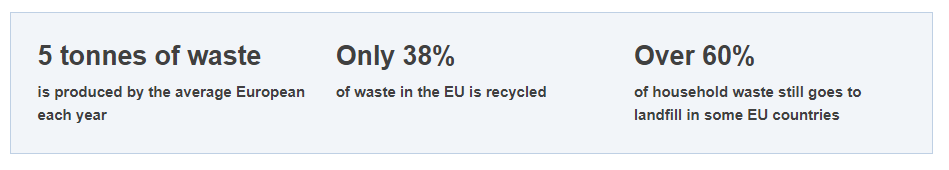 5 tonnes of waste
is produced by the average European
each year
Only 38%
of waste in the EU is recycled
Over 60%
of household waste still goes to
landfill in some EU countries